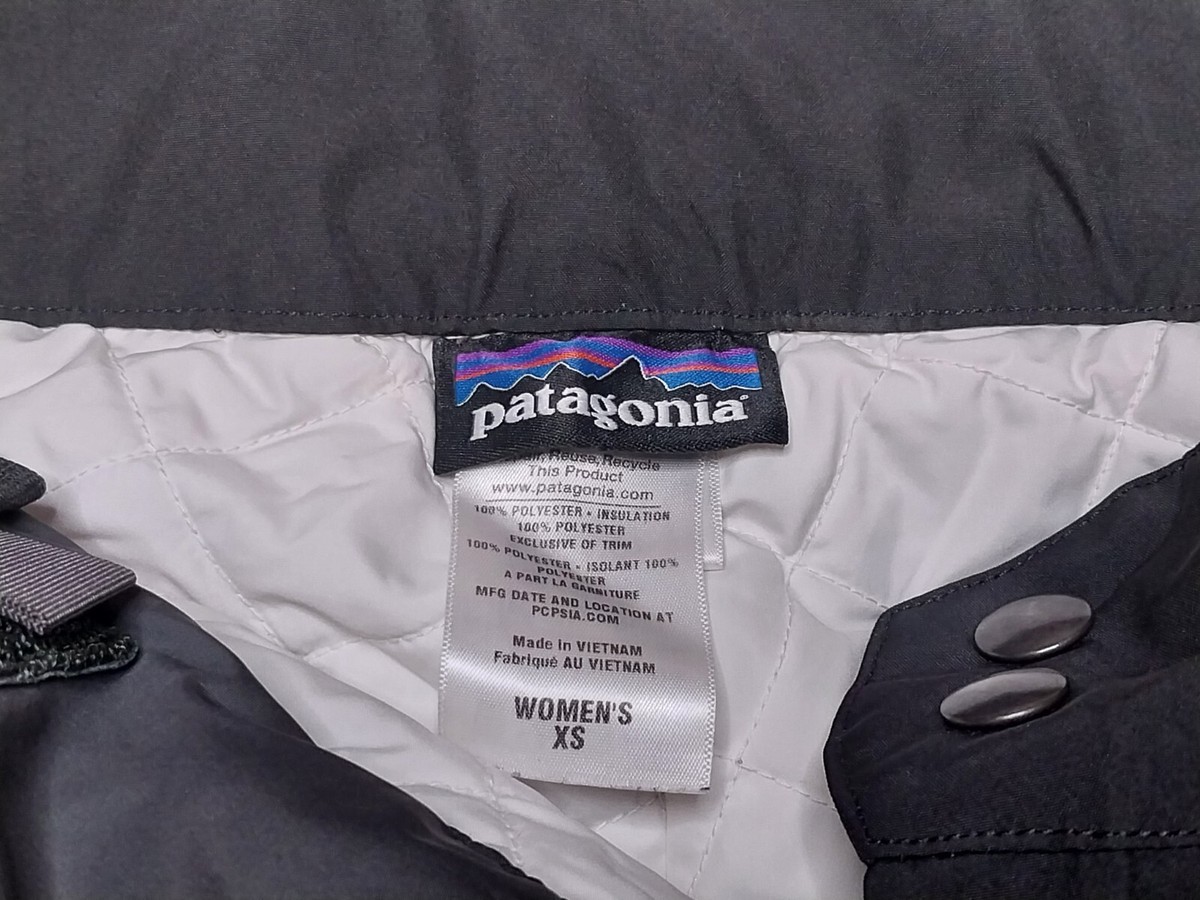 patagonia
Reuse, Recycle
This Product
www.patagonia.com
100% POLYESTER • INSULATION
100% POLYESTER
EXCLUSIVE OF TRIM
100% POLYESTER • ISOLANT 100%
POLYESTER
A PART LA GARNITURE
MFG DATE AND LOCATION AT
PCPSIA.COM
Made in VIETNAM
Fabriqué AU VIETNAM
WOMEN'S
XS